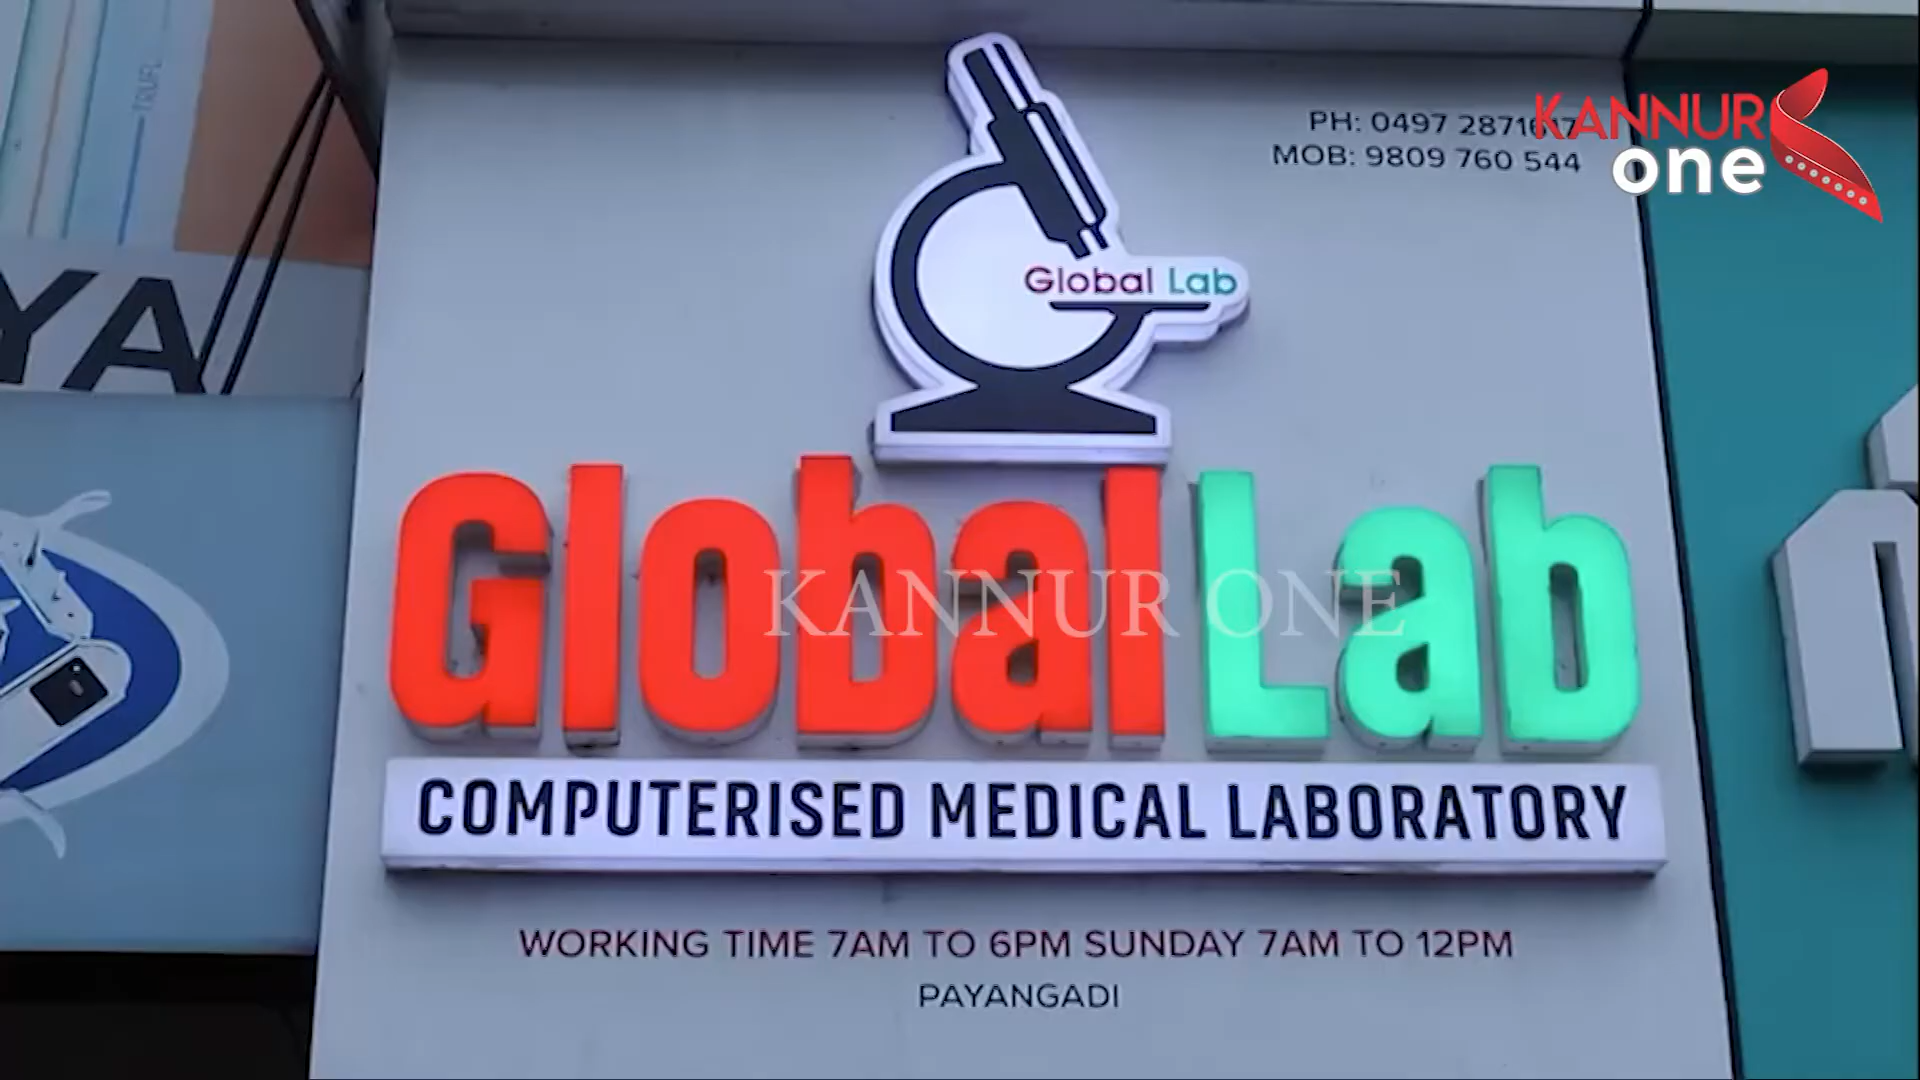 PH: 0497 2871617
MOB: 9809 760 544
KANNUR
one
Global Lab
YA
Global Lab
KANNUR ONE
COMPUTERISED MEDICAL LABORATORY
WORKING TIME 7AM TO 6PM SUNDAY 7AM TO 12PM
PAYANGADI